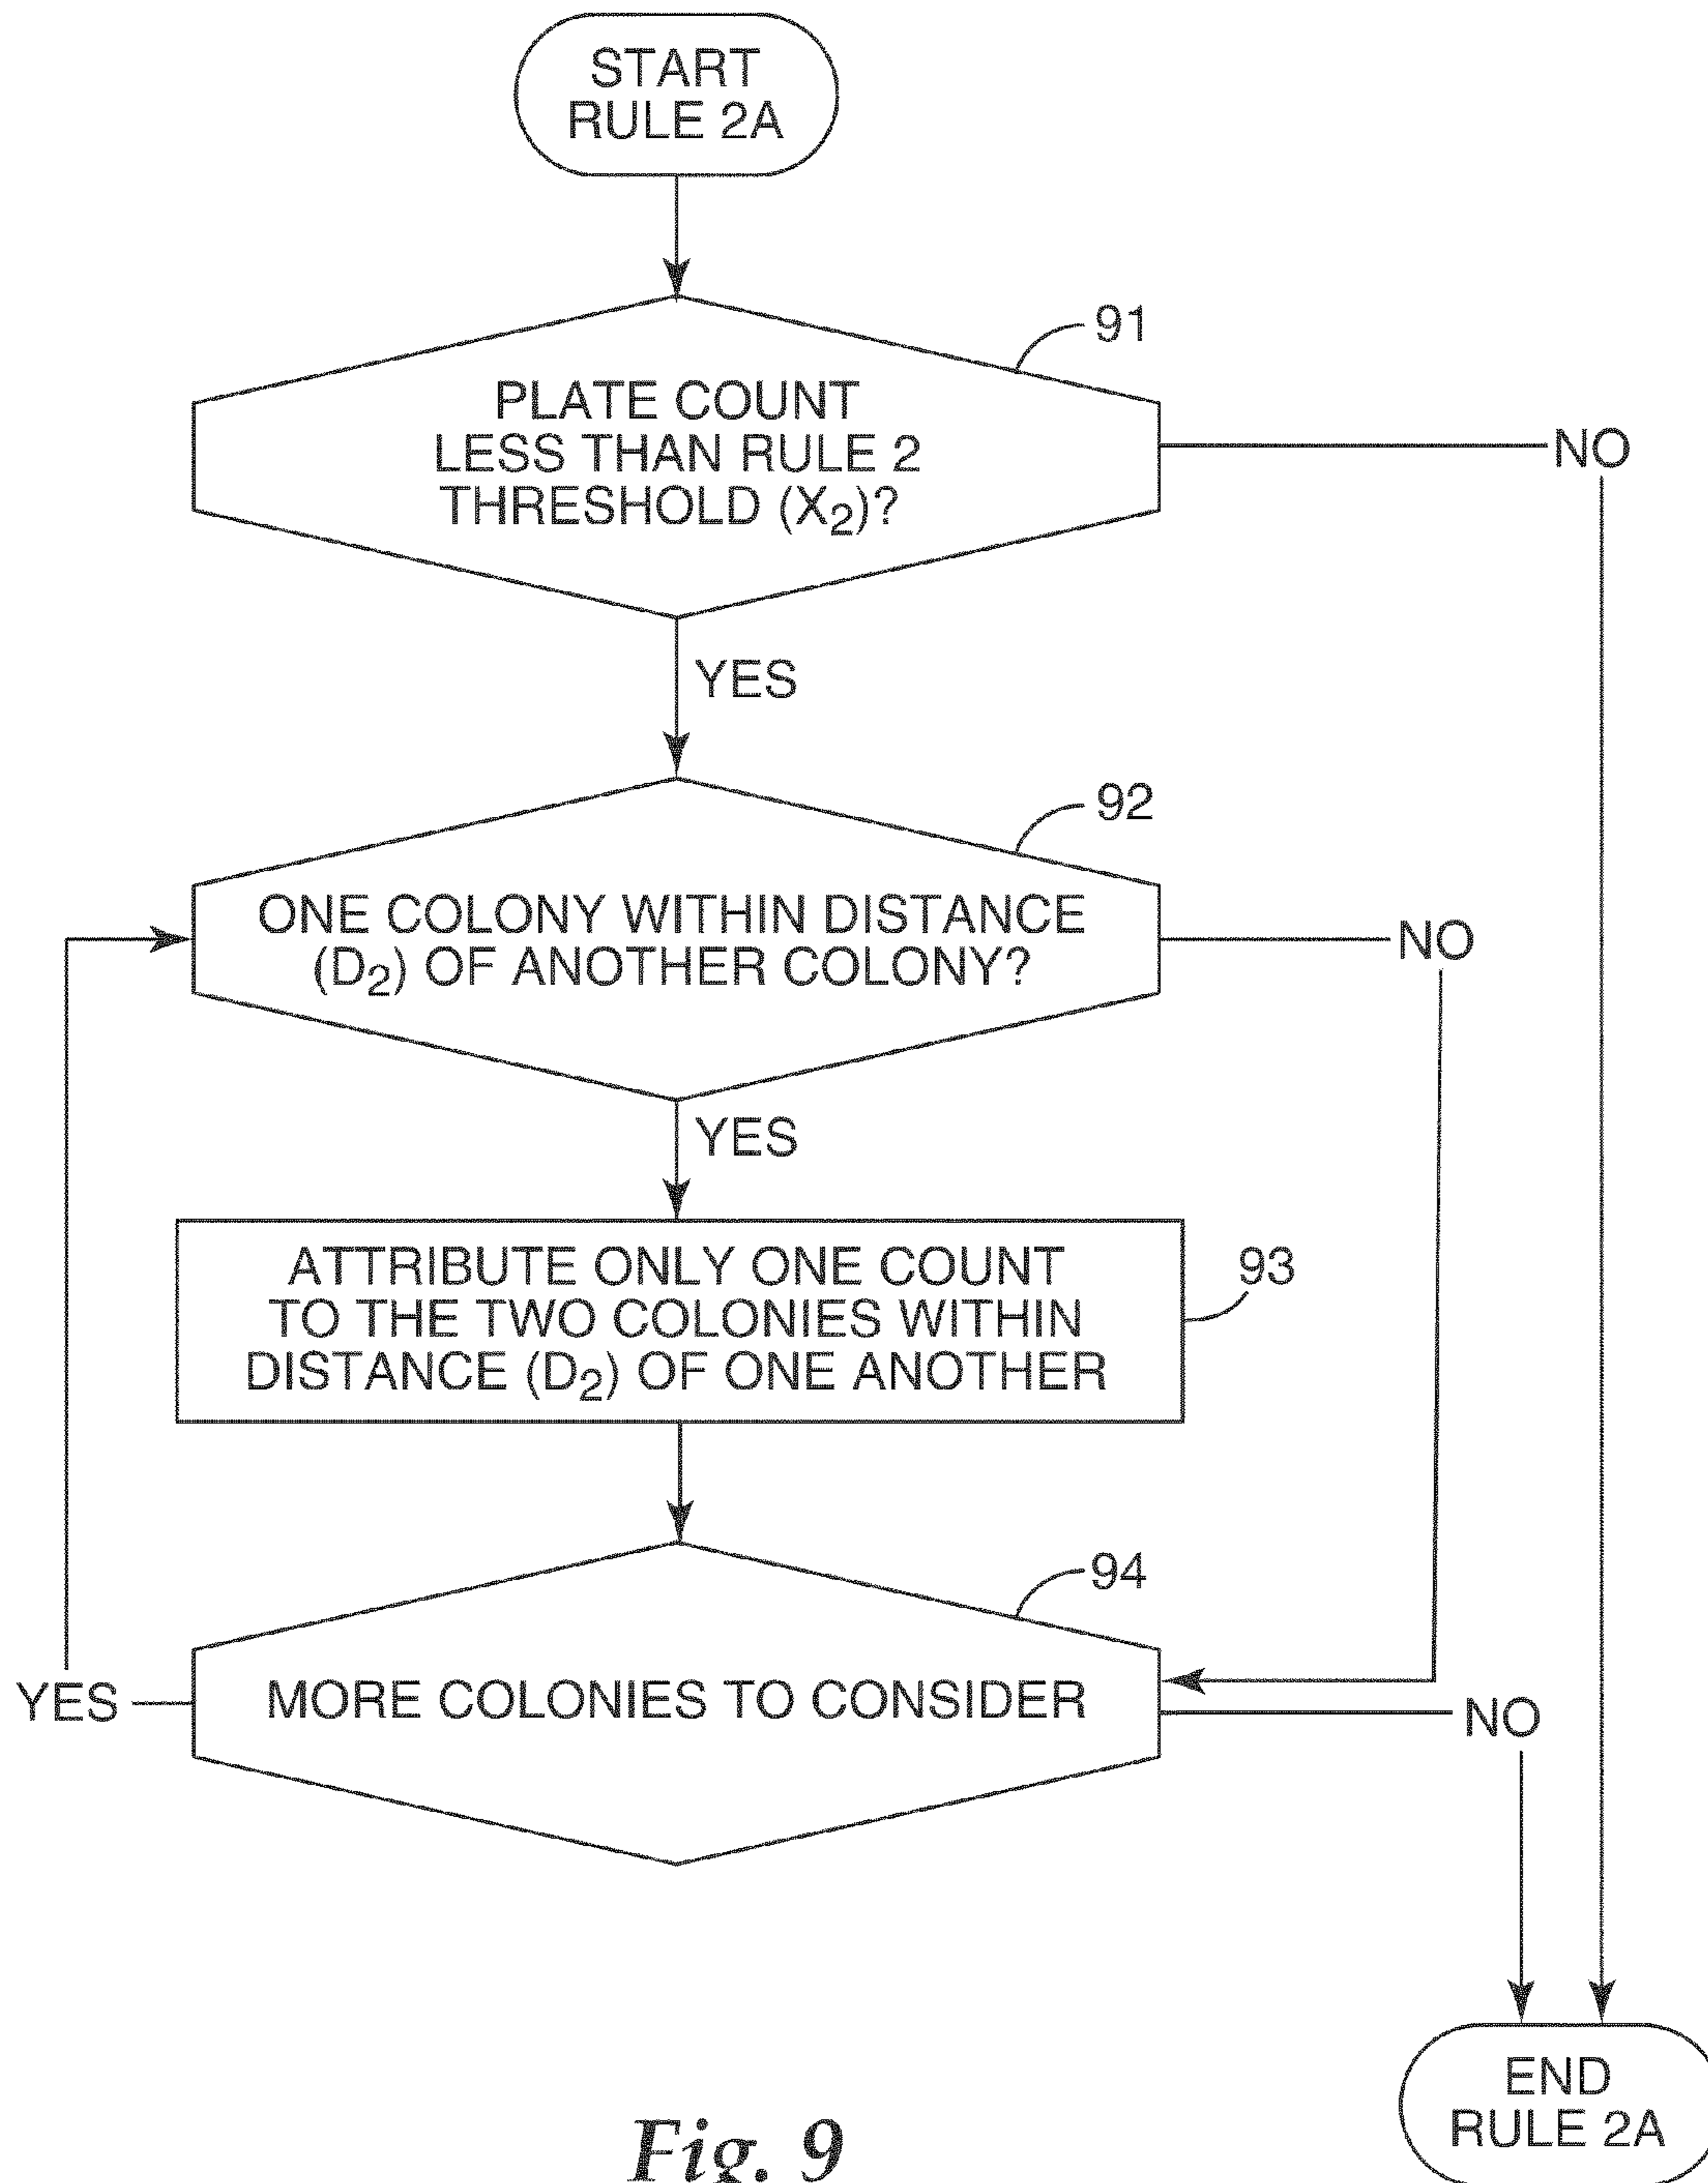 START
RULE 2A
91
PLATE COUNT
LESS THAN RULE 2
THRESHOLD (X₂)?
NO
YES
92
ONE COLONY WITHIN DISTANCE
(D₂) OF ANOTHER COLONY?
NO
YES
93
ATTRIBUTE ONLY ONE COUNT
TO THE TWO COLONIES WITHIN
DISTANCE (D₂) OF ONE ANOTHER
94
MORE COLONIES TO CONSIDER
YES
NO
END
RULE 2A
Fig. 9